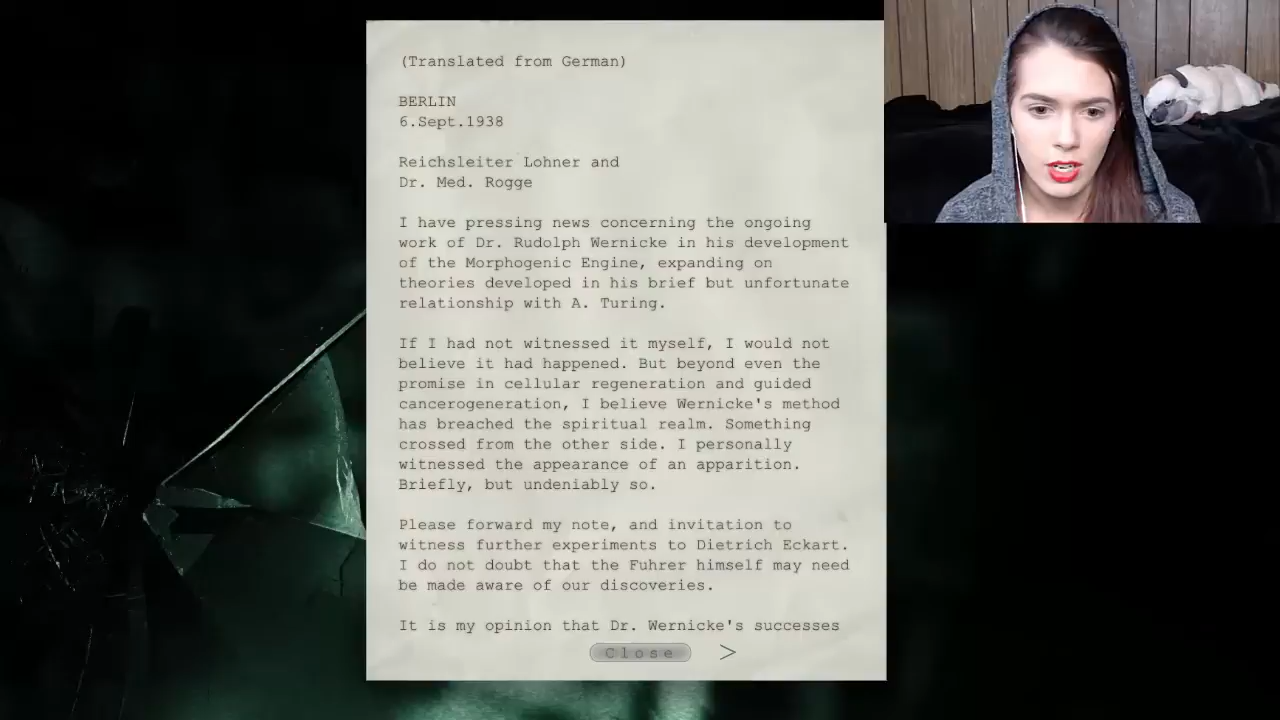 (Translated from German)
BERLIN
6.Sept.1938
Reichsleiter Lohner and
Dr. Med. Rogge
I have pressing news concerning the ongoing
work of Dr. Rudolph Wernicke in his development
of the Morphogenic Engine, expanding on
theories developed in his brief but unfortunate
relationship with A. Turing.
If I had not witnessed it myself, I would not
believe it had happened. But beyond even the
promise in cellular regeneration and guided
cancerogeneration, I believe Wernicke's method
has breached the spiritual realm. Something
crossed from the other side. I personally
witnessed the appearance of an apparition.
Briefly, but undeniably so.
Please forward my note, and invitation to
witness further experiments to Dietrich Eckart.
I do not doubt that the Fuhrer himself may need
be made aware of our discoveries.
It is my opinion that Dr. Wernicke's successes
Close >